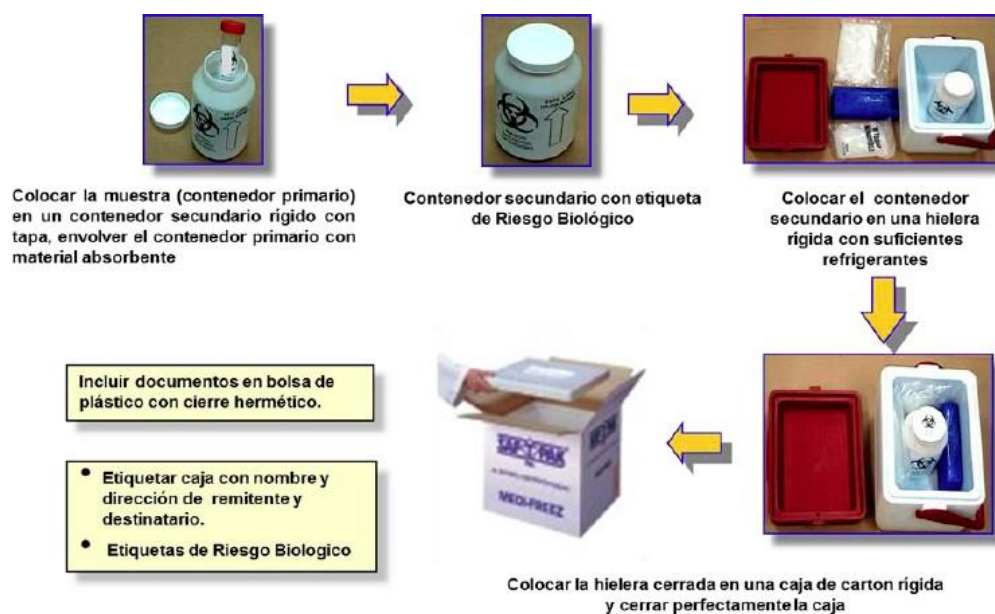 Colocar la muestra (contenedor primario)
en un contenedor secundario rígido con
tapa, envolver el contenedor primario con
material absorbente
Contenedor secundario con etiqueta
de Riesgo Biológico
Colocar el contenedor
secundario en una hielera
rígida con suficientes
refrigerantes
Incluir documentos en bolsa de
plástico con cierre hermético.
• Etiquetar caja con nombre y
dirección de remitente y
destinatario.
• Etiquetas de Riesgo Biologico
SAF-T-PAK
MEDI-FREEZ
Colocar la hielera cerrada en una caja de carton rígida
y cerrar perfectamente la caja